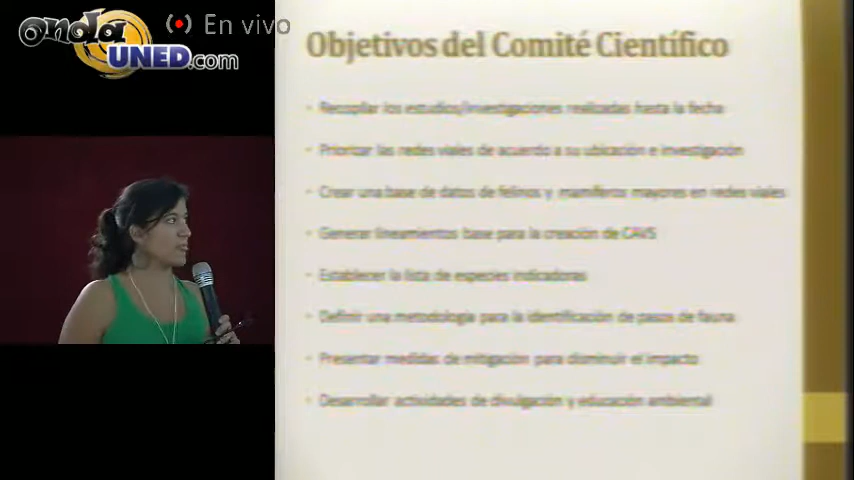 onda
UNED.com
En vivo
Objetivos del Comité Científico
Recopilar los estudios/investigaciones realizadas hasta la fecha
Priorizar las redes viales de acuerdo a su ubicación e investigación
Crear una base de datos de felinos y mamíferos mayores en redes viales
Generar lineamientos base para la creación de CAVS
Establecer la lista de especies indicadoras
Definir una metodología para la identificación de pasos de fauna
Presentar medidas de mitigación para disminuir el impacto
Desarrollar actividades de divulgación y educación ambiental